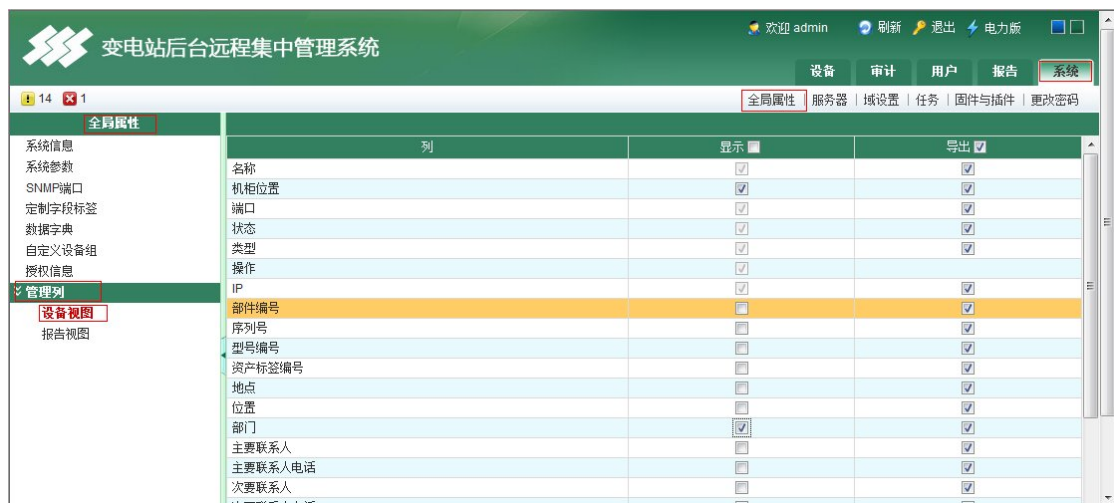 欢迎 admin 刷新 退出 电力版
变电站后台远程集中管理系统
设备 审计 用户 报告 系统
14 1
全局属性 | 服务器 | 域设置 | 任务 | 固件与插件 | 更改密码
全局属性
系统信息
系统参数
SNMP端口
定制字段标签
数据字典
自定义设备组
授权信息
管理列
设备视图
报告视图
列 显示 导出
名称
机柜位置
端口
状态
类型
操作
IP
部件编号
序列号
型号编号
资产标签编号
地点
位置
部门
主要联系人
主要联系人电话
次要联系人